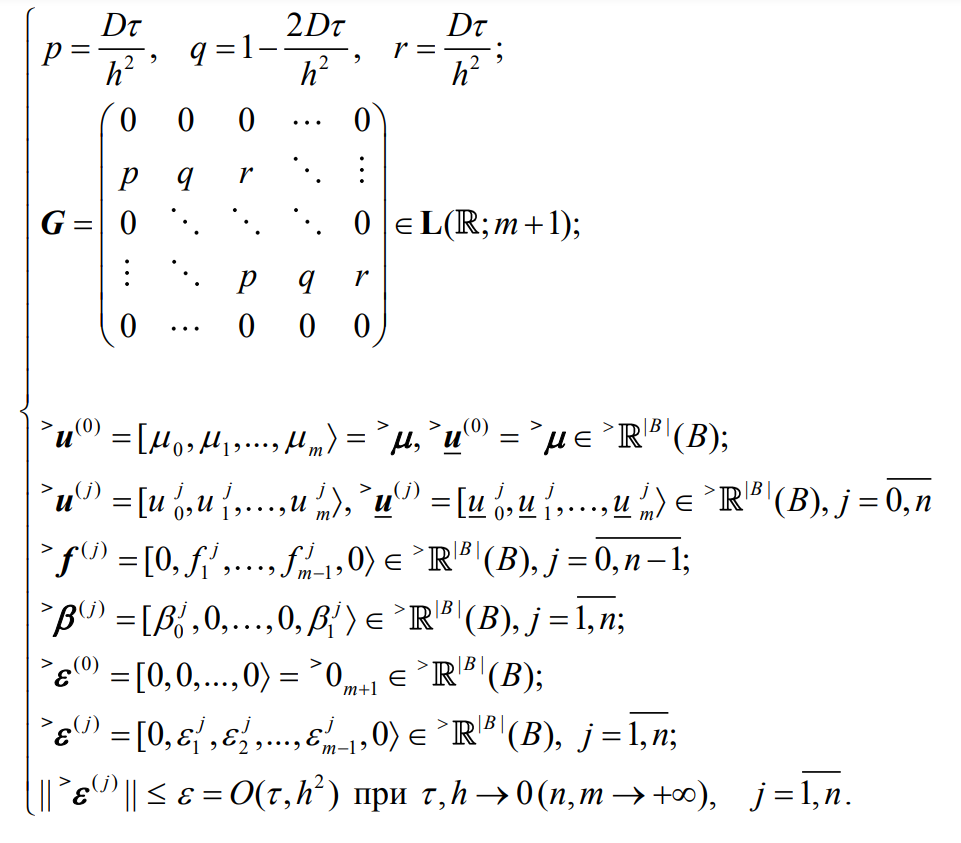 p = Dτ/h², q = 1 − 2Dτ/h², r = Dτ/h²;
0 0 0 ⋯ 0
p q r ⋱ ⋮
G = 0 ⋱ ⋱ ⋱ 0 ∈ L(ℝ; m + 1);
⋮ ⋱ p q r
0 ⋯ 0 0 0
^>u^(0) = [μ_0, μ_1, ..., μ_m⟩ = ^>μ, ^>u̲^(0) = ^>μ ∈ ^>ℝ^|B|(B);
^>u^(j) = [u_0^j, u_1^j, …, u_m^j⟩, ^>u̲^(j) = [u̲_0^j, u̲_1^j, …, u̲_m^j⟩ ∈ ^>ℝ^|B|(B), j = \overline{0, n}
^>f^(j) = [0, f_1^j, …, f_{m−1}^j, 0⟩ ∈ ^>ℝ^|B|(B), j = \overline{0, n − 1};
^>β^(j) = [β_0^j, 0, …, 0, β_1^j⟩ ∈ ^>ℝ^|B|(B), j = \overline{1, n};
^>ε^(0) = [0, 0, ..., 0⟩ = ^>0_{m+1} ∈ ^>ℝ^|B|(B);
^>ε^(j) = [0, ε_1^j, ε_2^j, ..., ε_{m−1}^j, 0⟩ ∈ ^>ℝ^|B|(B), j = \overline{1, n};
|| ^>ε^(j) || ≤ ε = O(τ, h²) при τ, h → 0 (n, m → +∞), j = \overline{1, n}.